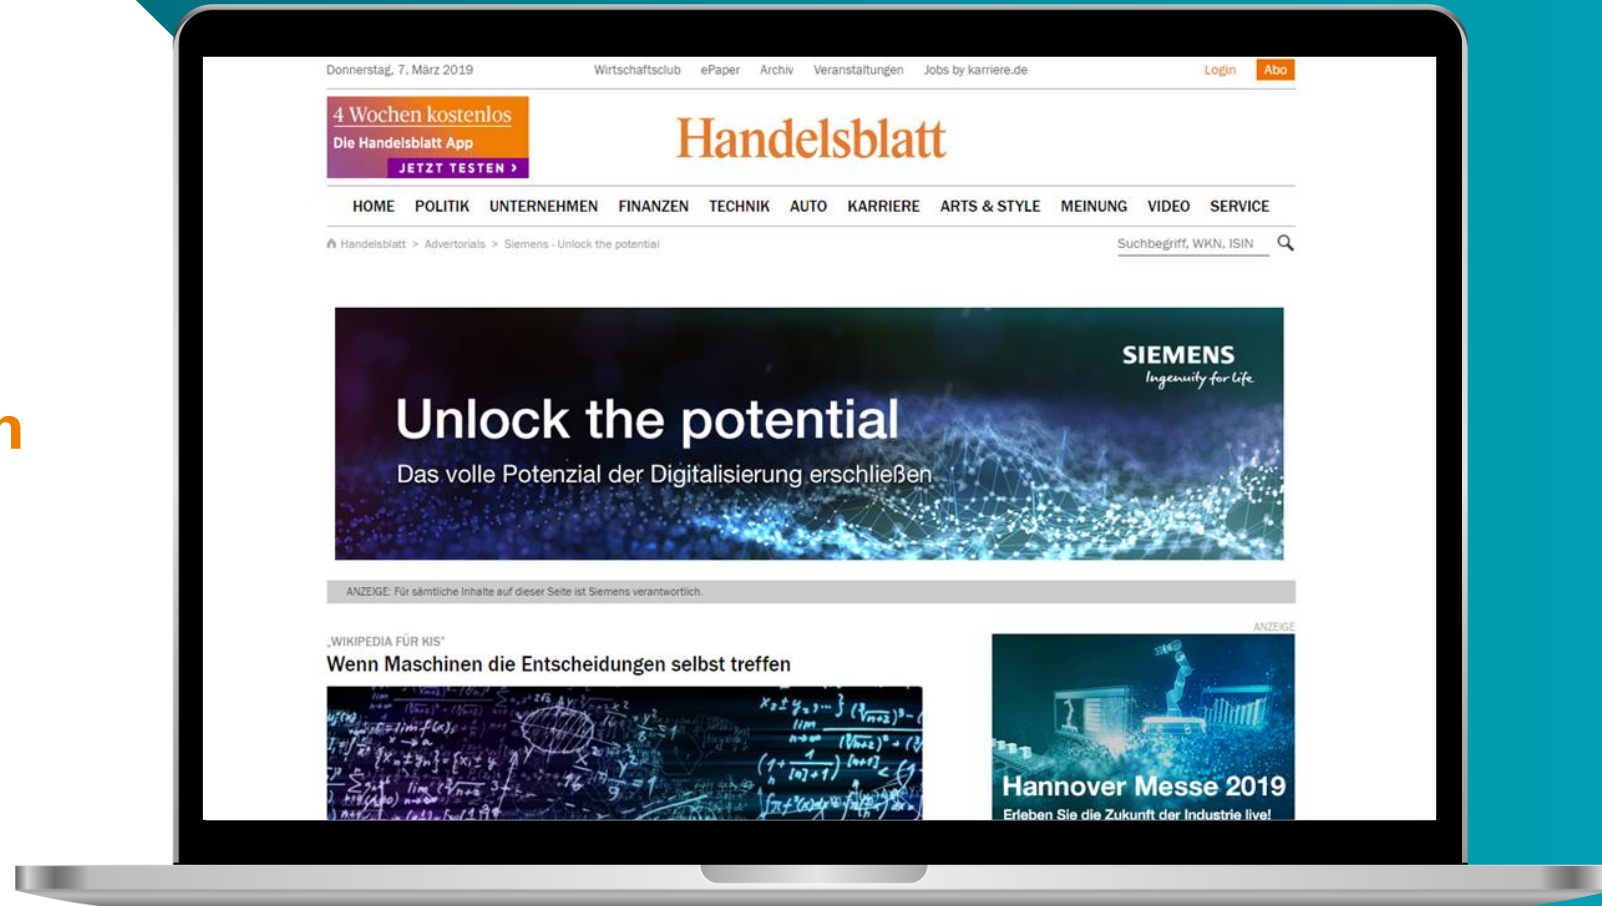 Donnerstag, 7. März 2019 Wirtschaftsclub ePaper Archiv Veranstaltungen Jobs by karriere.de Login Abo
4 Wochen kostenlos
Die Handelsblatt App
JETZT TESTEN >
Handelsblatt
HOME POLITIK UNTERNEHMEN FINANZEN TECHNIK AUTO KARRIERE ARTS & STYLE MEINUNG VIDEO SERVICE
Handelsblatt > Advertorials > Siemens - Unlock the potential Suchbegriff, WKN, ISIN
SIEMENS
Ingenuity for life
Unlock the potential
Das volle Potenzial der Digitalisierung erschließen
n
ANZEIGE: Für sämtliche Inhalte auf dieser Seite ist Siemens verantwortlich.
ANZEIGE
„WIKIPEDIA FÜR KIS"
Wenn Maschinen die Entscheidungen selbst treffen
Hannover Messe 2019
Erleben Sie die Zukunft der Industrie live!